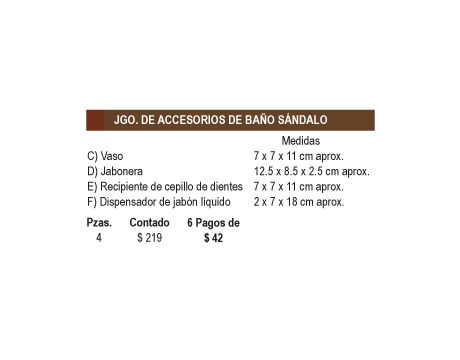 JGO. DE ACCESORIOS DE BAÑO SÁNDALO
Medidas
C) Vaso 7 x 7 x 11 cm aprox.
D) Jabonera 12.5 x 8.5 x 2.5 cm aprox.
E) Recipiente de cepillo de dientes 7 x 7 x 11 cm aprox.
F) Dispensador de jabón líquido 2 x 7 x 18 cm aprox.
Pzas. Contado 6 Pagos de
4 $ 219 $ 42